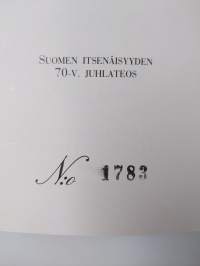 SUOMEN ITSENÄISYYDEN
70-V. JUHLATEOS
N:o 1783